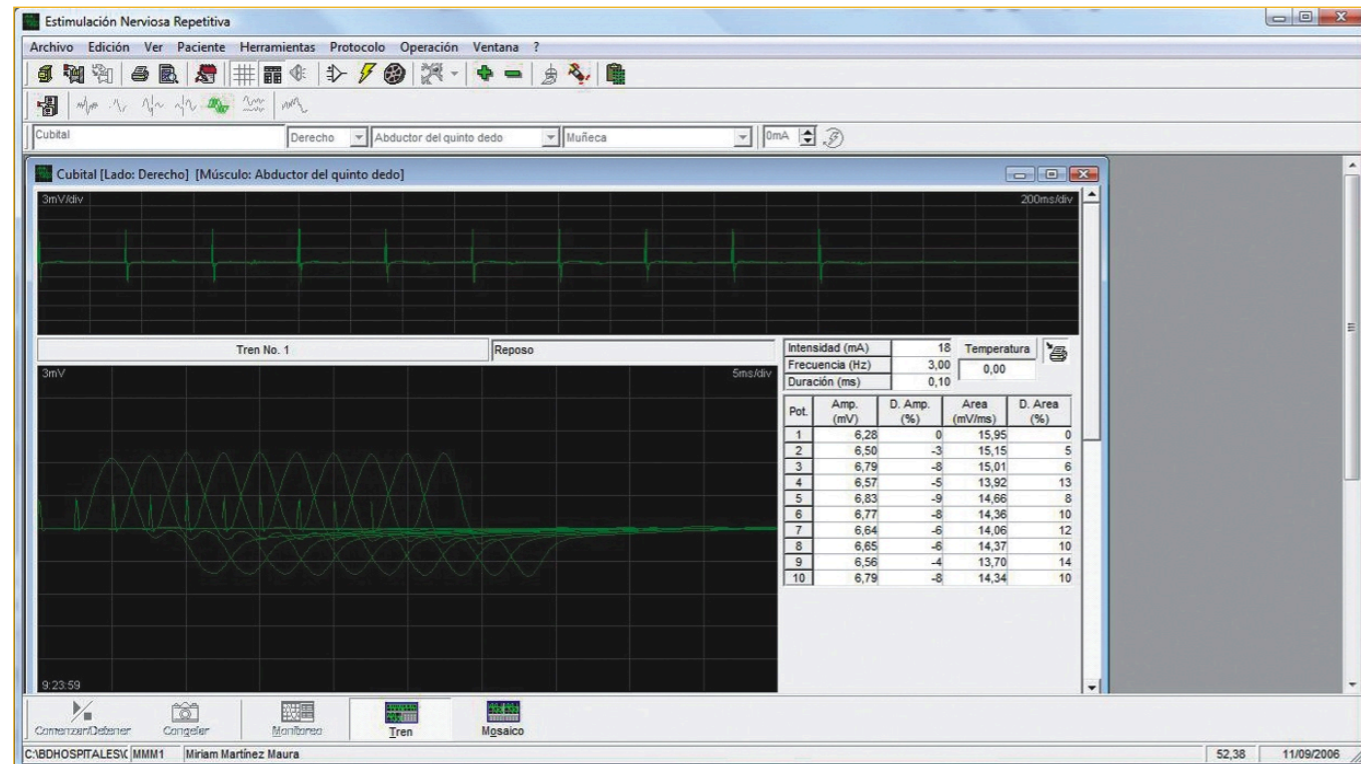 Estimulación Nerviosa Repetitiva
Archivo Edición Ver Paciente Herramientas Protocolo Operación Ventana ?
Cubital Derecho Abductor del quinto dedo Muñeca 0mA
Cubital [Lado: Derecho] [Músculo: Abductor del quinto dedo]
3mV/div 200ms/div
Tren No. 1 Reposo
3mV 5ms/div
Intensidad (mA) 18 Temperatura
Frecuencia (Hz) 3,00 0,00
Duración (ms) 0,10
Pot. Amp. (mV) D. Amp. (%) Area (mV/ms) D. Area (%)
1 6,28 0 15,95 0
2 6,50 -3 15,15 5
3 6,79 -8 15,01 6
4 6,57 -5 13,92 13
5 6,83 -9 14,66 8
6 6,77 -8 14,36 10
7 6,64 -6 14,06 12
8 6,65 -6 14,37 10
9 6,56 -4 13,70 14
10 6,79 -8 14,34 10
9:23:59
Comenzar/Detener Congelar Monitoreo Tren Mosaico
C:\BDHOSPITALES\( MMM1 Miriam Martínez Maura 52,38 11/09/2006